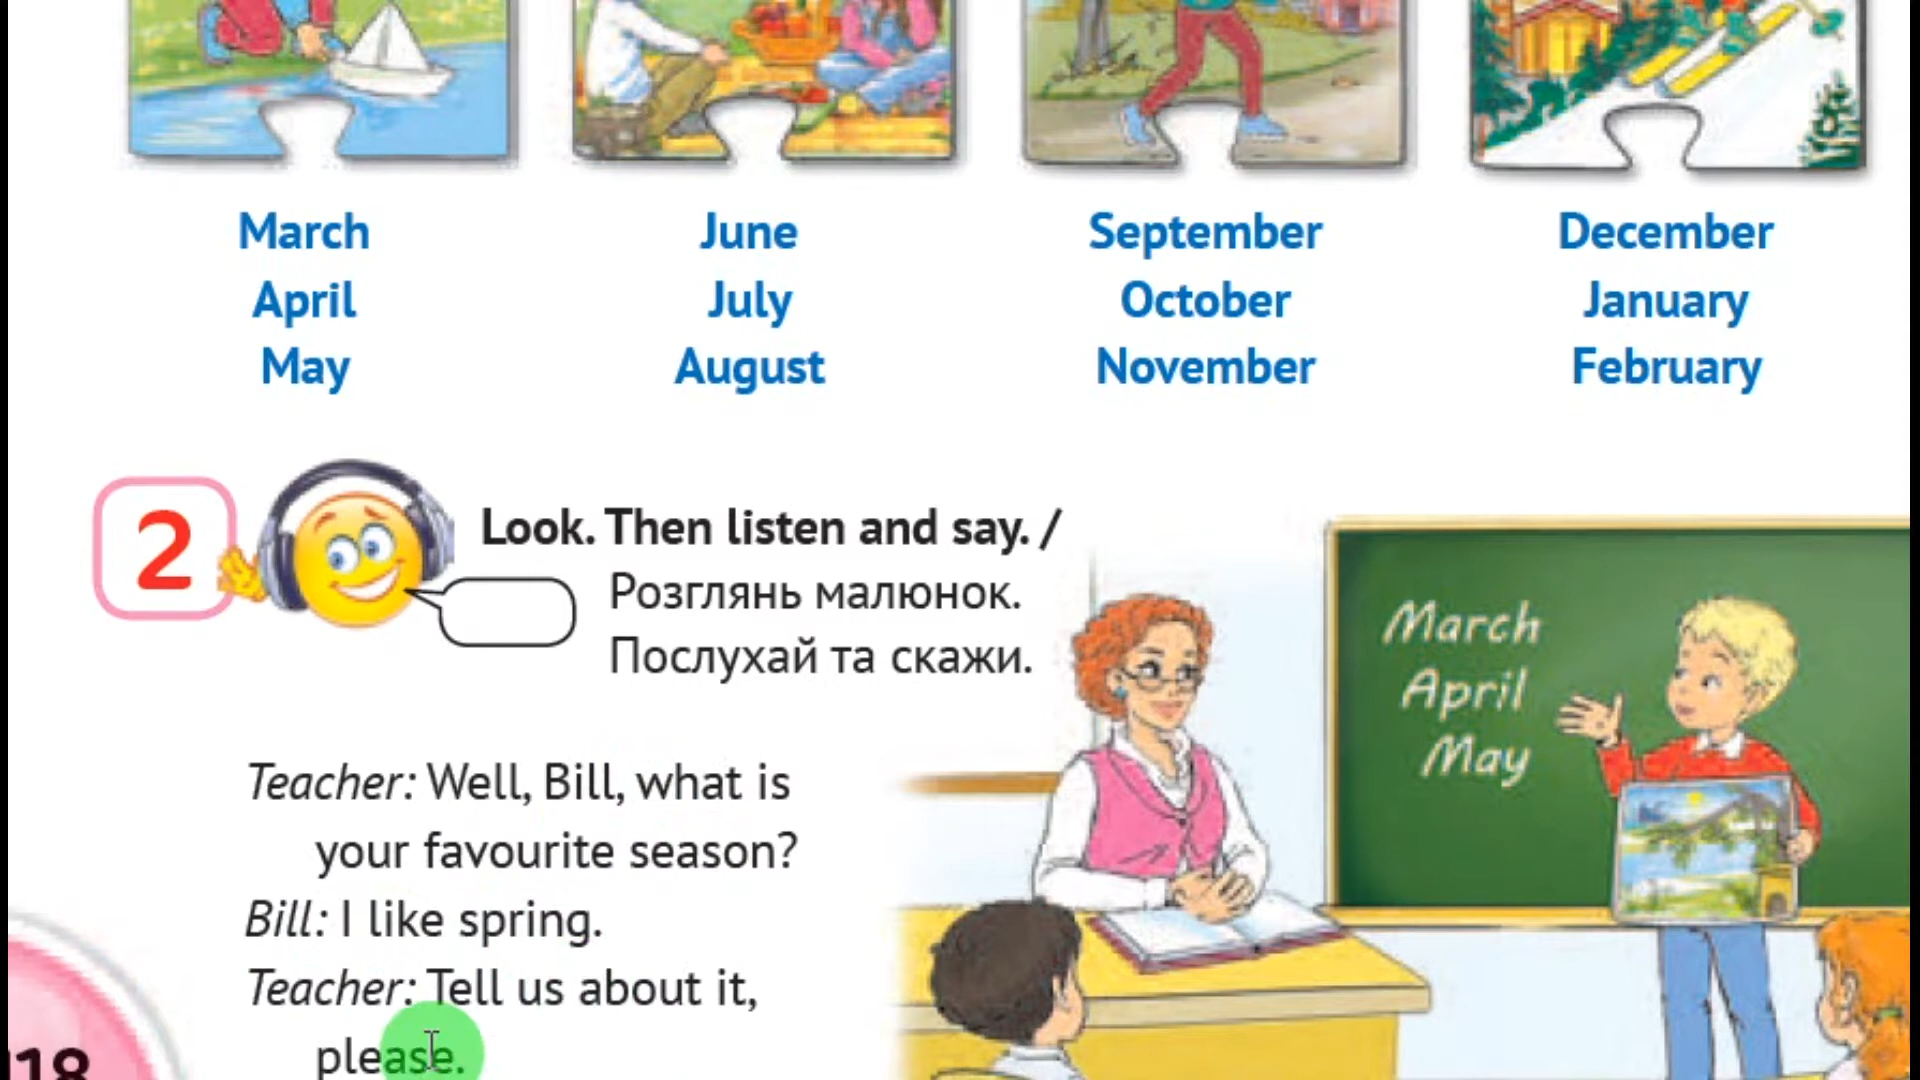 March
April
May
June
July
August
September
October
November
December
January
February
2
Look. Then listen and say. /
Розглянь малюнок.
Послухай та скажи.
March
April
May
Teacher: Well, Bill, what is
your favourite season?
Bill: I like spring.
Teacher: Tell us about it,
please.
118